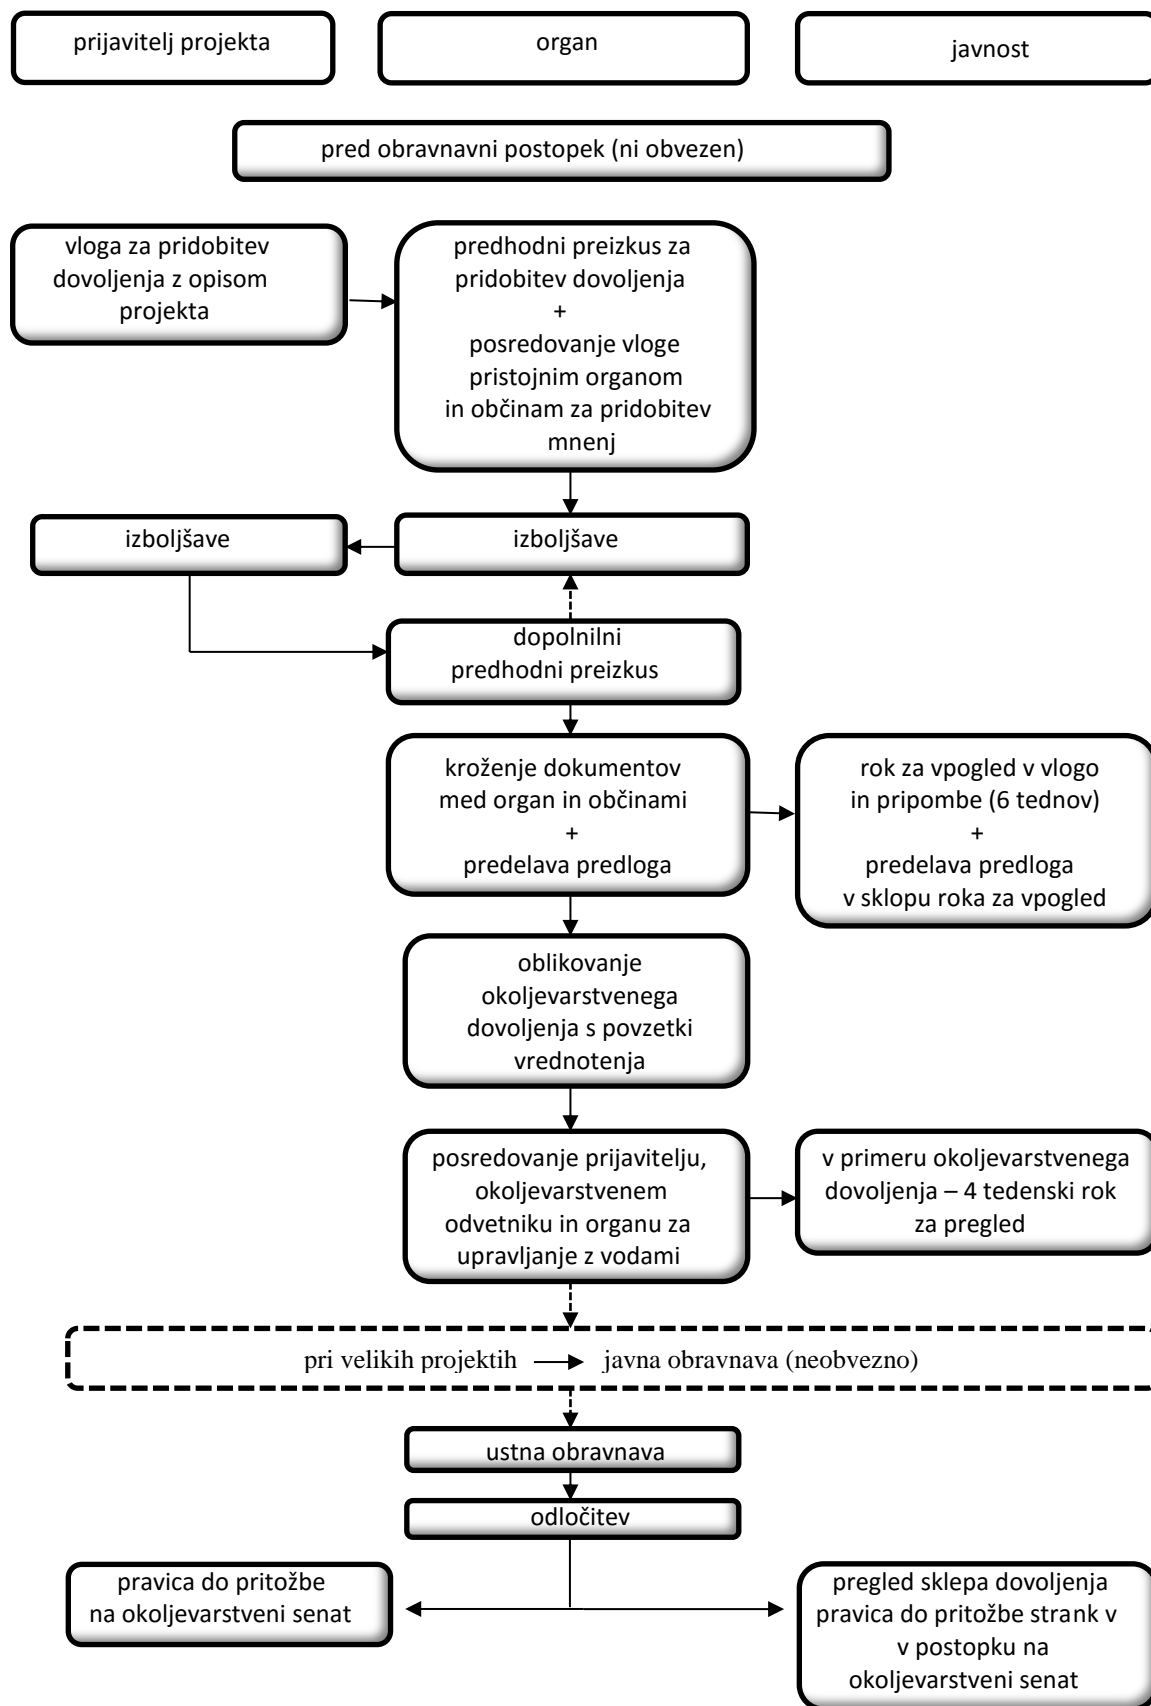 prijavitelj projekta
organ
javnost
pred obravnavni postopek (ni obvezen)
vloga za pridobitev
dovoljenja z opisom
projekta
predhodni preizkus za
pridobitev dovoljenja
+
posredovanje vloge
pristojnim organom
in občinam za pridobitev
mnenj
izboljšave
izboljšave
dopolnilni
predhodni preizkus
kroženje dokumentov
med organ in občinami
+
predelava predloga
rok za vpogled v vlogo
in pripombe (6 tednov)
+
predelava predloga
v sklopu roka za vpogled
oblikovanje
okoljevarstvenega
dovoljenja s povzetki
vrednotenja
posredovanje prijavitelju,
okoljevarstvenem
odvetniku in organu za
upravljanje z vodami
v primeru okoljevarstvenega
dovoljenja – 4 tedenski rok
za pregled
pri velikih projektih
javna obravnava (neobvezno)
ustna obravnava
odločitev
pravica do pritožbe
na okoljevarstveni senat
pregled sklepa dovoljenja
pravica do pritožbe strank v
v postopku na
okoljevarstveni senat